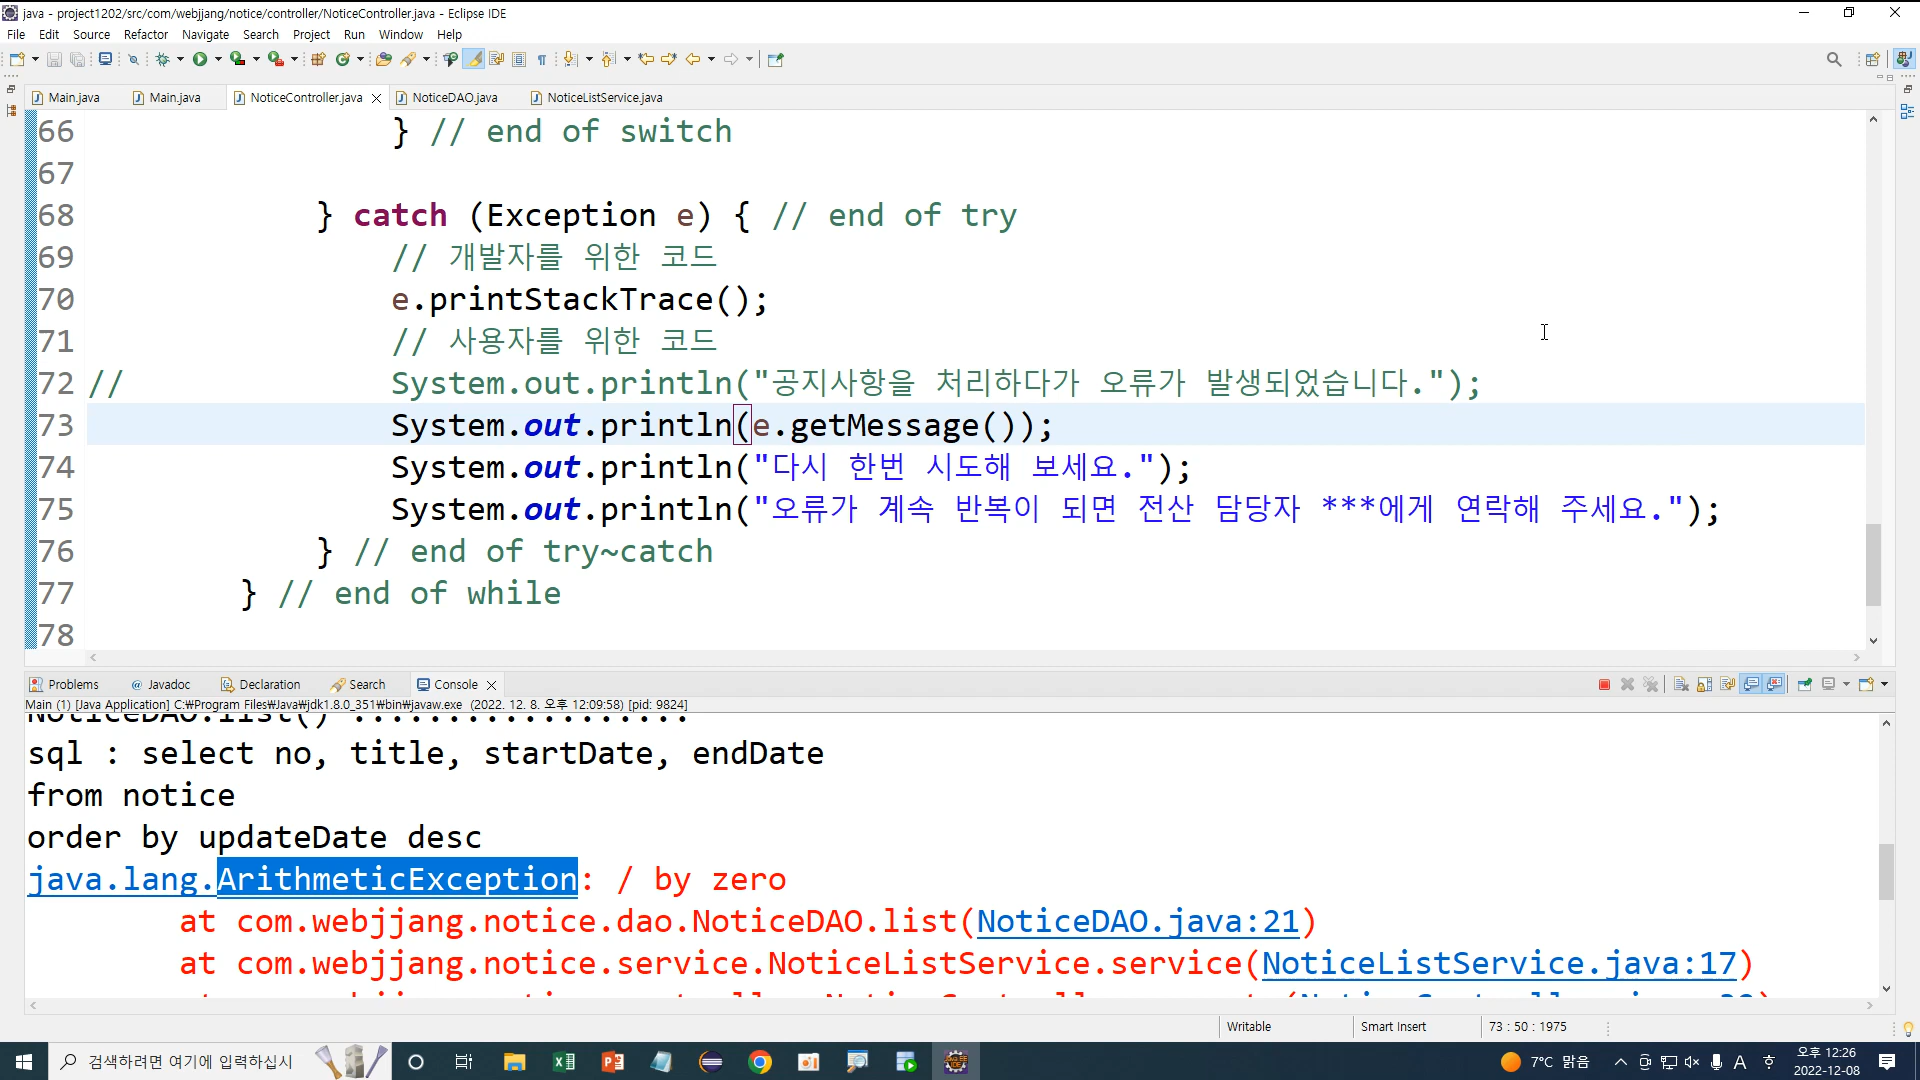 java - project1202/src/com/webjjang/notice/controller/NoticeController.java - Eclipse IDE
File Edit Source Refactor Navigate Search Project Run Window Help
Main.java Main.java NoticeController.java NoticeDAO.java NoticeListService.java
66 } // end of switch
67
68 } catch (Exception e) { // end of try
69 // 개발자를 위한 코드
70 e.printStackTrace();
71 // 사용자를 위한 코드
72 // System.out.println("공지사항을 처리하다가 오류가 발생되었습니다.");
73 System.out.println(e.getMessage());
74 System.out.println("다시 한번 시도해 보세요.");
75 System.out.println("오류가 계속 반복이 되면 전산 담당자 ***에게 연락해 주세요.");
76 } // end of try~catch
77 } // end of while
78
Problems @ Javadoc Declaration Search Console
Main (1) [Java Application] C:₩Program Files₩Java₩jdk1.8.0_351₩bin₩javaw.exe (2022. 12. 8. 오후 12:09:58) [pid: 9824]
NoticeDAO.list() ..................
sql : select no, title, startDate, endDate
from notice
order by updateDate desc
java.lang.ArithmeticException: / by zero
at com.webjjang.notice.dao.NoticeDAO.list(NoticeDAO.java:21)
at com.webjjang.notice.service.NoticeListService.service(NoticeListService.java:17)
Writable Smart Insert 73 : 50 : 1975
검색하려면 여기에 입력하십시
7°C 맑음 A 오후 12:26
2022-12-08